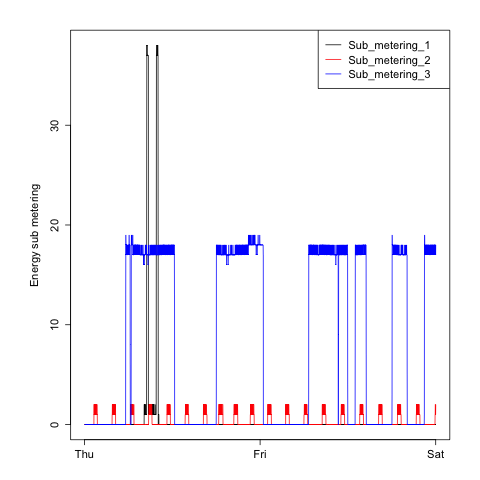 Sub_metering_1
Sub_metering_2
Sub_metering_3
Energy sub metering
30
20
10
0
Thu Fri Sat